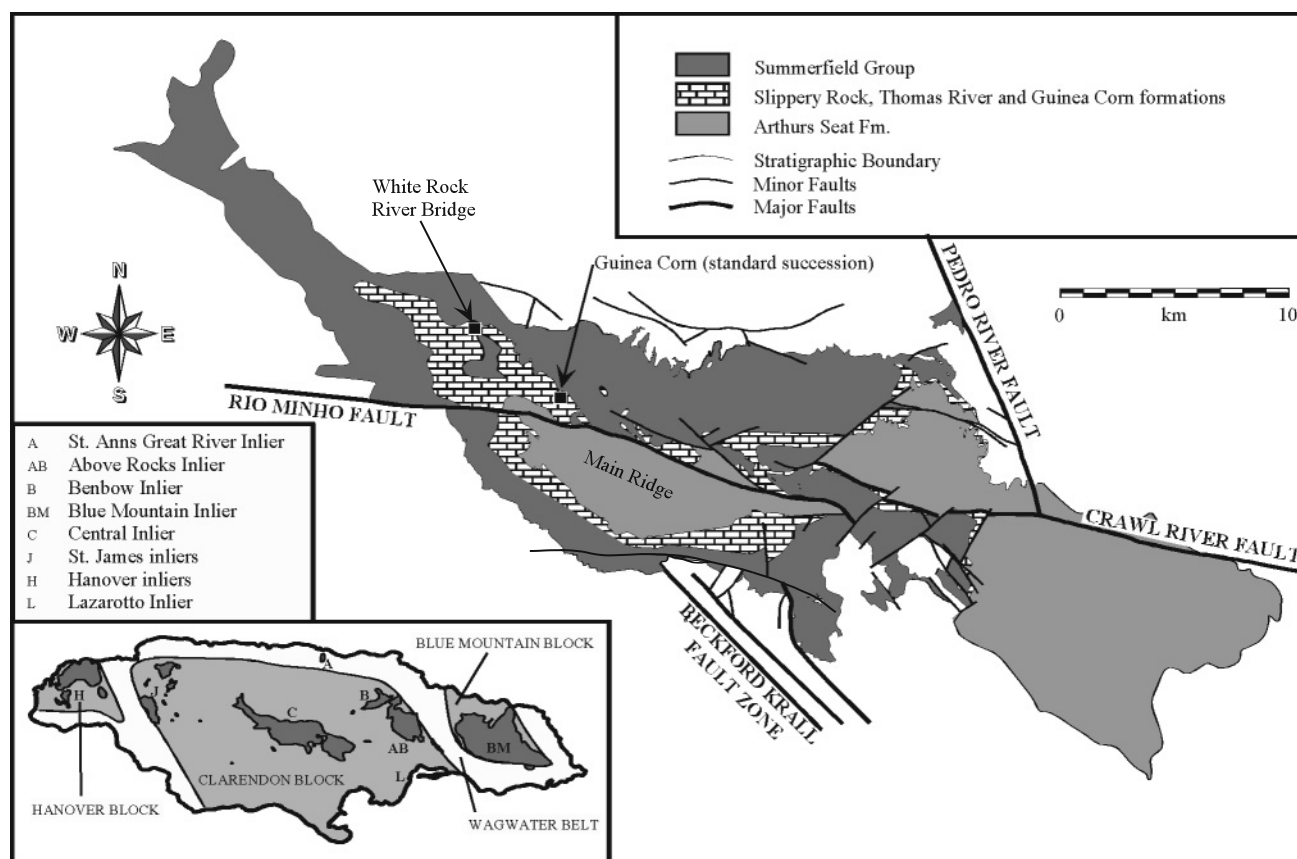 A
Summerfield Group
Slippery Rock, Thomas River and Guinea Corn formations
Arthurs Seat Fm.
Stratigraphic Boundary
Minor Faults
Major Faults
White Rock
River Bridge
Guinea Corn (standard succession)
N
W E
S
PEDRO RIVER FAULT
0 km 10
RIO MINHO FAULT
Main Ridge
CRAWL RIVER FAULT
BECKFORD KRALL
FAULT ZONE
A St. Anns Great River Inlier
AB Above Rocks Inlier
B Benbow Inlier
BM Blue Mountain Inlier
C Central Inlier
J St. James inliers
H Hanover inliers
L Lazarotto Inlier
BLUE MOUNTAIN BLOCK
A
H
J
B
C
AB
BM
L
CLARENDON BLOCK
HANOVER BLOCK
WAGWATER BELT